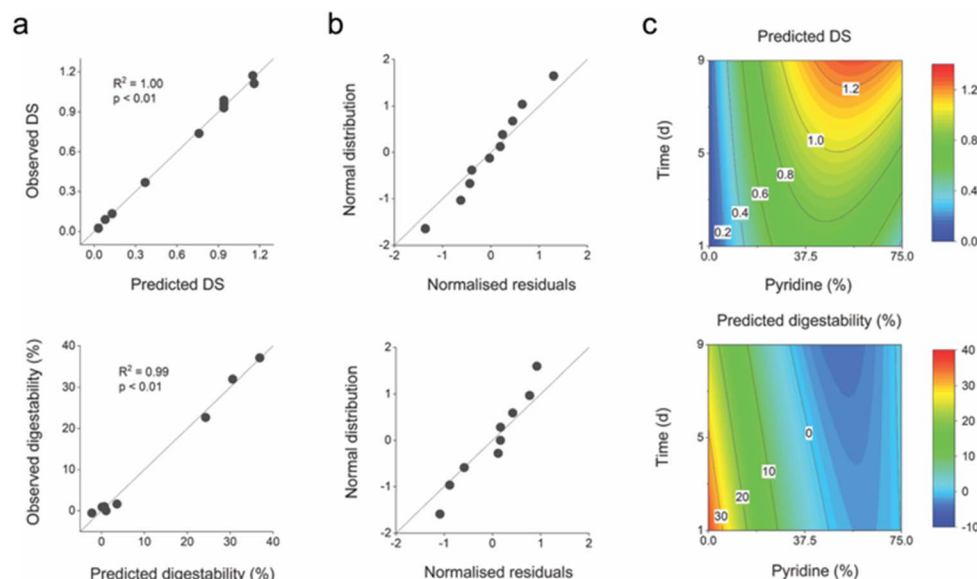 a
b
c
R² = 1.00
p < 0.01
Observed DS
1.2
0.9
0.6
0.3
0.0
0.0 0.3 0.6 0.9 1.2
Predicted DS
Normal distribution
2
1
0
-1
-2
-2 -1 0 1 2
Normalised residuals
Predicted DS
Time (d)
9
5
1
1.2
1.0
0.8
0.6
0.4
0.2
0.0 37.5 75.0
Pyridine (%)
1.2
0.8
0.4
0.0
R² = 0.99
p < 0.01
Observed digestability (%)
40
30
20
10
0
0 10 20 30 40
Predicted digestability (%)
Normal distribution
2
1
0
-1
-2
-2 -1 0 1 2
Normalised residuals
Predicted digestability (%)
Time (d)
9
5
1
0
10
20
30
0.0 37.5 75.0
Pyridine (%)
40
30
20
10
0
-10